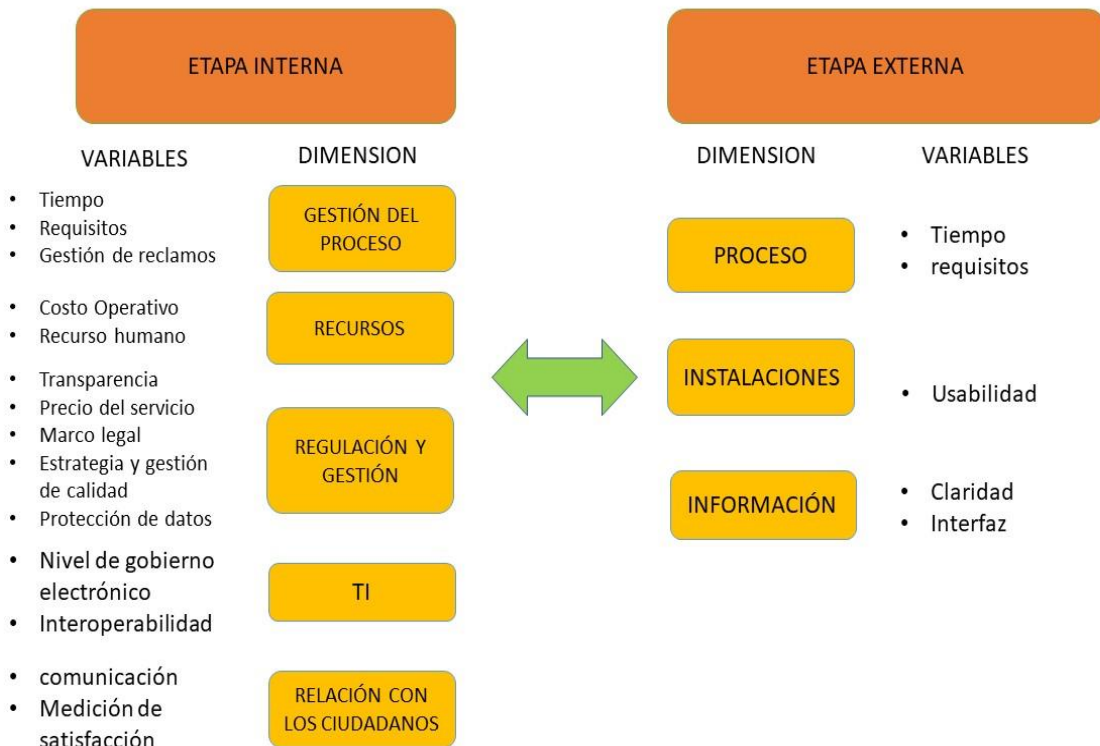 ETAPA INTERNA
VARIABLES
DIMENSION
• Tiempo
• Requisitos
• Gestión de reclamos
GESTIÓN DEL
PROCESO
• Costo Operativo
• Recurso humano
RECURSOS
• Transparencia
• Precio del servicio
• Marco legal
• Estrategia y gestión
de calidad
• Protección de datos
REGULACIÓN Y
GESTIÓN
• Nivel de gobierno
electrónico
• Interoperabilidad
TI
• comunicación
• Medición de
satisfacción
RELACIÓN CON
LOS CIUDADANOS
ETAPA EXTERNA
DIMENSION
VARIABLES
PROCESO
• Tiempo
• requisitos
INSTALACIONES
• Usabilidad
INFORMACIÓN
• Claridad
• Interfaz